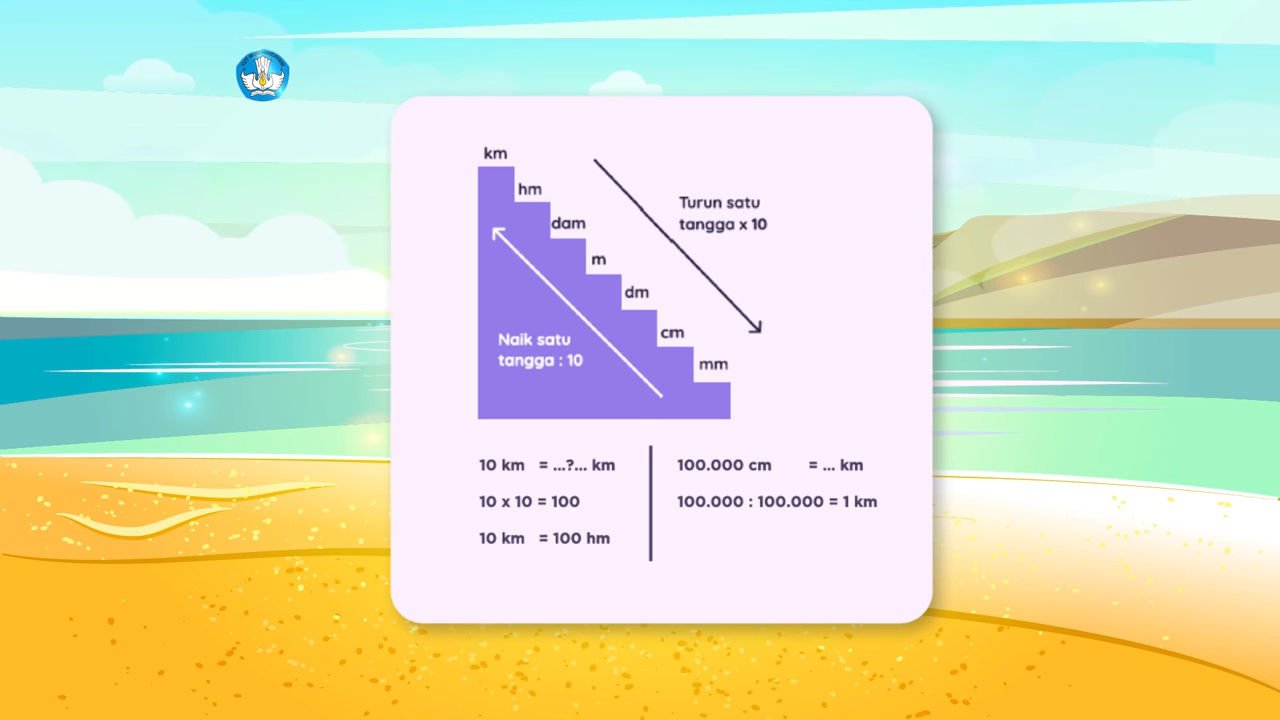 km
hm
dam
m
dm
cm
mm
Turun satu
tangga x 10
Naik satu
tangga : 10
10 km = ...?... km
10 x 10 = 100
10 km = 100 hm
100.000 cm = ... km
100.000 : 100.000 = 1 km